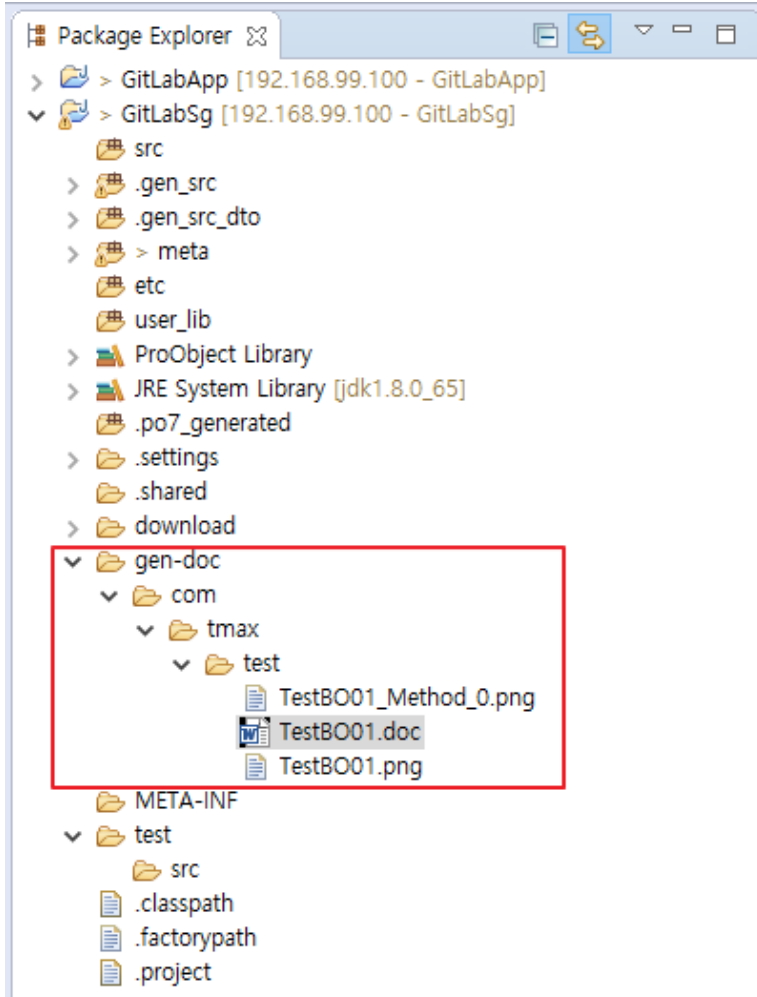 Package Explorer
> GitLabApp [192.168.99.100 - GitLabApp]
> GitLabSg [192.168.99.100 - GitLabSg]
src
.gen_src
.gen_src_dto
> meta
etc
user_lib
ProObject Library
JRE System Library [jdk1.8.0_65]
.po7_generated
.settings
.shared
download
gen-doc
com
tmax
test
TestBO01_Method_0.png
TestBO01.doc
TestBO01.png
META-INF
test
src
.classpath
.factorypath
.project